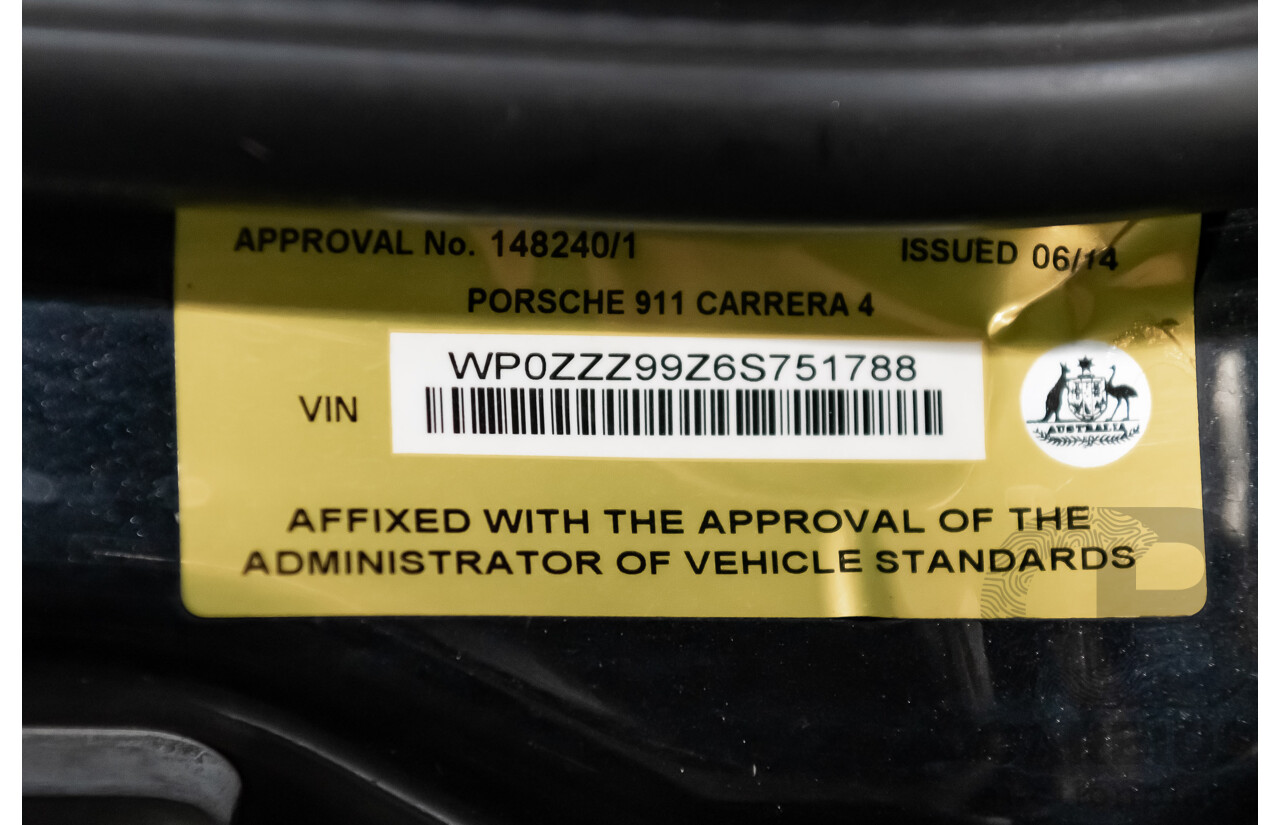 APPROVAL No. 148240/1 ISSUED 06/14
PORSCHE 911 CARRERA 4
WP0ZZZ99Z6S751788
VIN
AUSTRALIA
AFFIXED WITH THE APPROVAL OF THE
ADMINISTRATOR OF VEHICLE STANDARDS